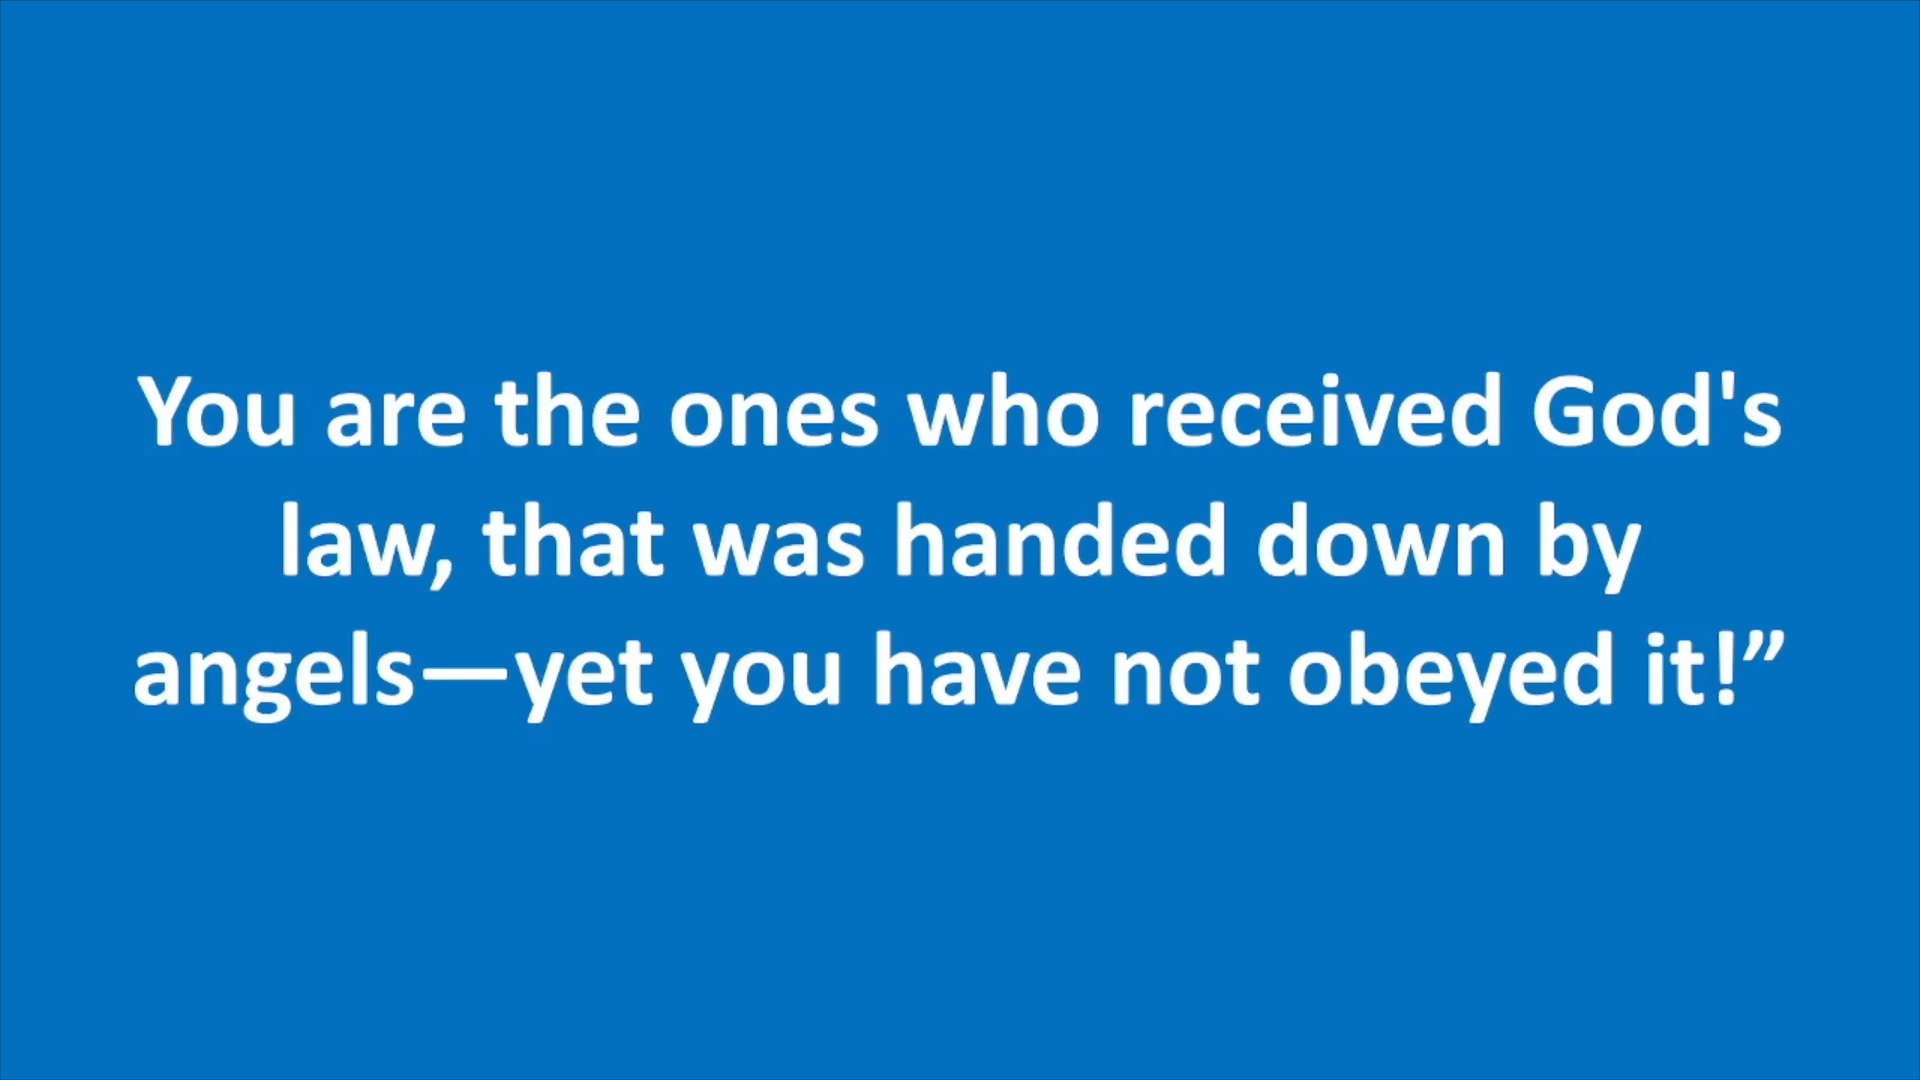 You are the ones who received God's
law, that was handed down by
angels—yet you have not obeyed it!”